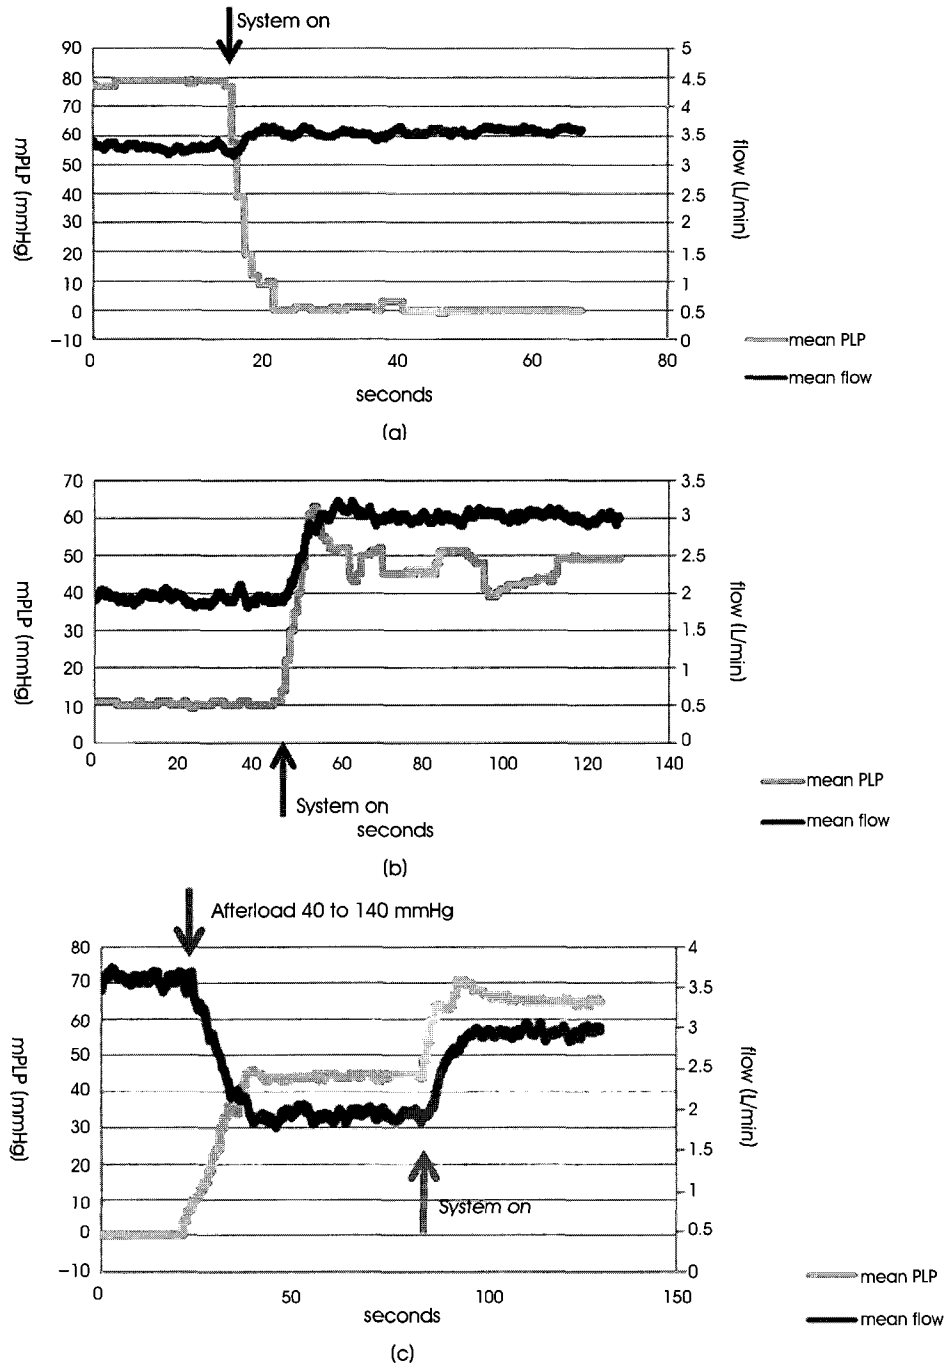 System on
90
80
70
60
50
40
30
20
10
0
−10
mPLP (mmHg)
5
4.5
4
3.5
3
2.5
2
1.5
1
0.5
0
flow (L/min)
0 20 40 60 80
seconds
mean PLP
mean flow
(a)
70
60
50
40
30
20
10
0
mPLP (mmHg)
3.5
3
2.5
2
1.5
1
0.5
0
flow (L/min)
0 20 40 60 80 100 120 140
System on
seconds
mean PLP
mean flow
(b)
Afterload 40 to 140 mmHg
80
70
60
50
40
30
20
10
0
−10
mPLP (mmHg)
4
3.5
3
2.5
2
1.5
1
0.5
0
flow (L/min)
System on
0 50 100 150
seconds
mean PLP
mean flow
(c)